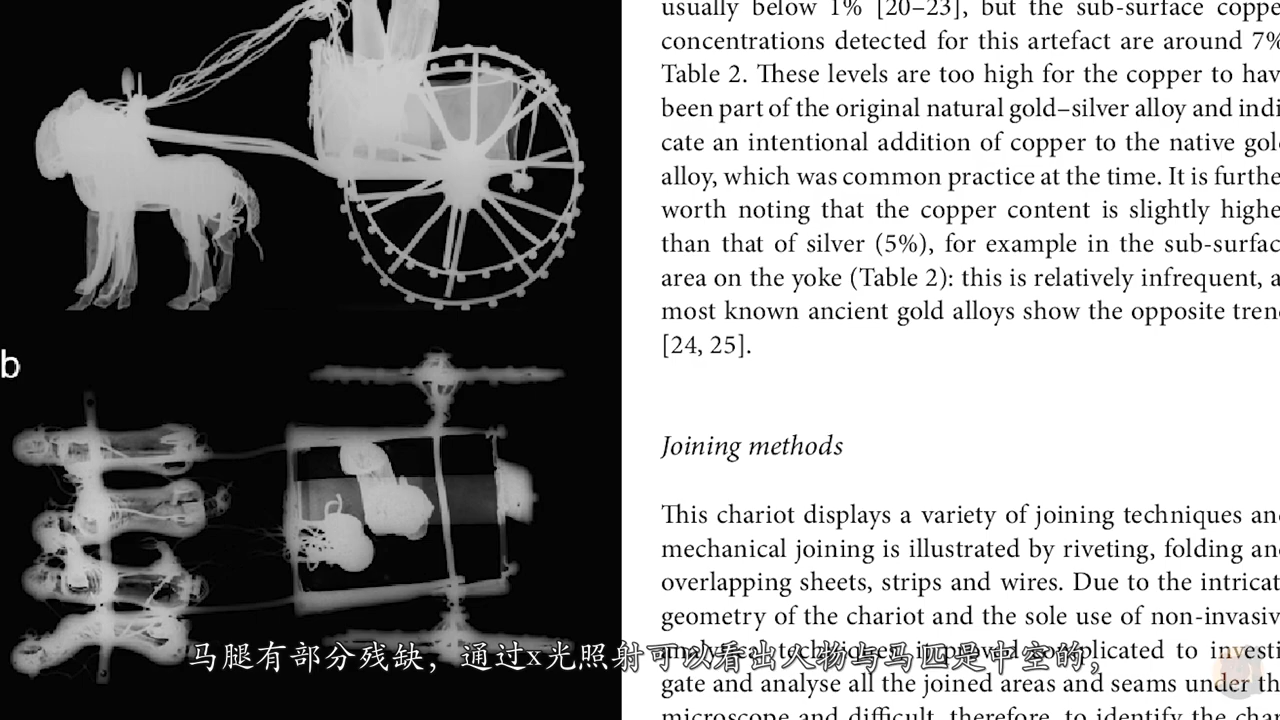 usually below 1% [20–23], but the sub-surface coppe
concentrations detected for this artefact are around 7%
Table 2. These levels are too high for the copper to hav
been part of the original natural gold–silver alloy and indi
cate an intentional addition of copper to the native gol
alloy, which was common practice at the time. It is furthe
worth noting that the copper content is slightly highe
than that of silver (5%), for example in the sub-surfac
area on the yoke (Table 2): this is relatively infrequent, a
most known ancient gold alloys show the opposite tren
[24, 25].
b
Joining methods
This chariot displays a variety of joining techniques an
mechanical joining is illustrated by riveting, folding an
overlapping sheets, strips and wires. Due to the intricat
geometry of the chariot and the sole use of non-invasiv
to investi
马腿有部分残缺，通过x光照射可以看出人物与马匹是中空的，
gate and analyse all the joined areas and seams under th
microscope and difficult, therefore, to identify the char